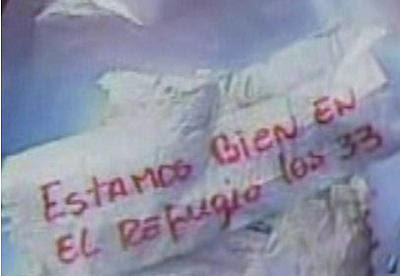 ESTAMOS BIEN EN
EL REFUGIO los 33